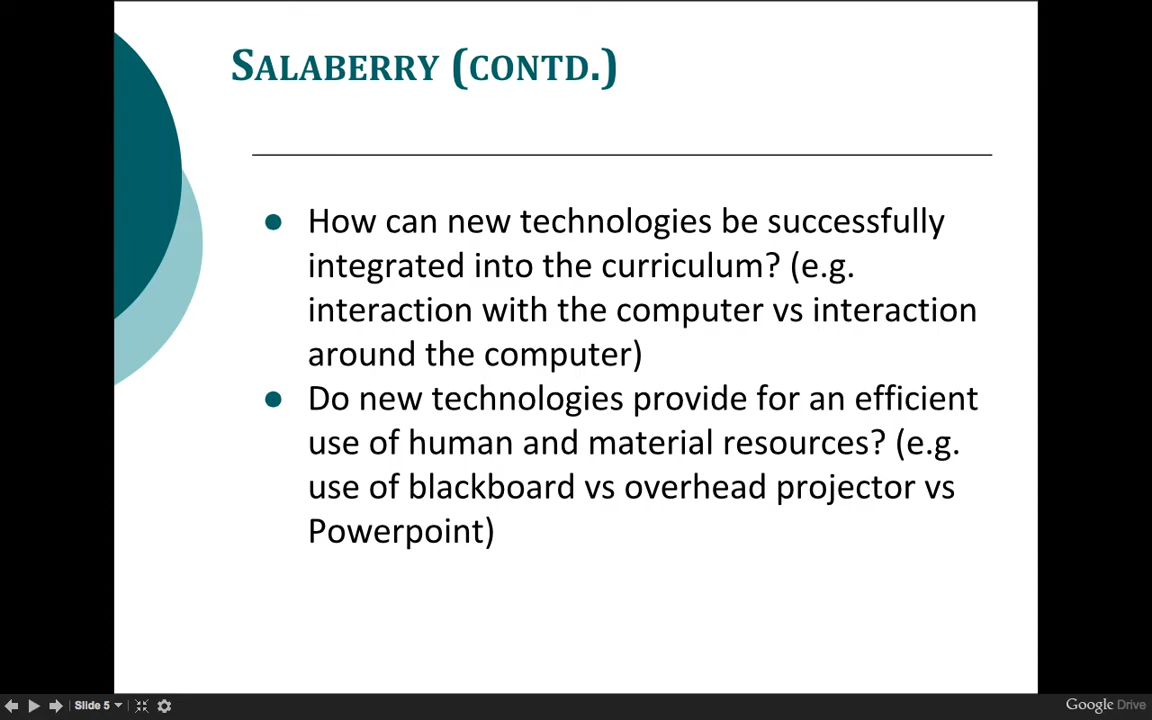 SALABERRY (CONTD.)
How can new technologies be successfully
integrated into the curriculum? (e.g.
interaction with the computer vs interaction
around the computer)
Do new technologies provide for an efficient
use of human and material resources? (e.g.
use of blackboard vs overhead projector vs
Powerpoint)
Slide 5
Google Drive